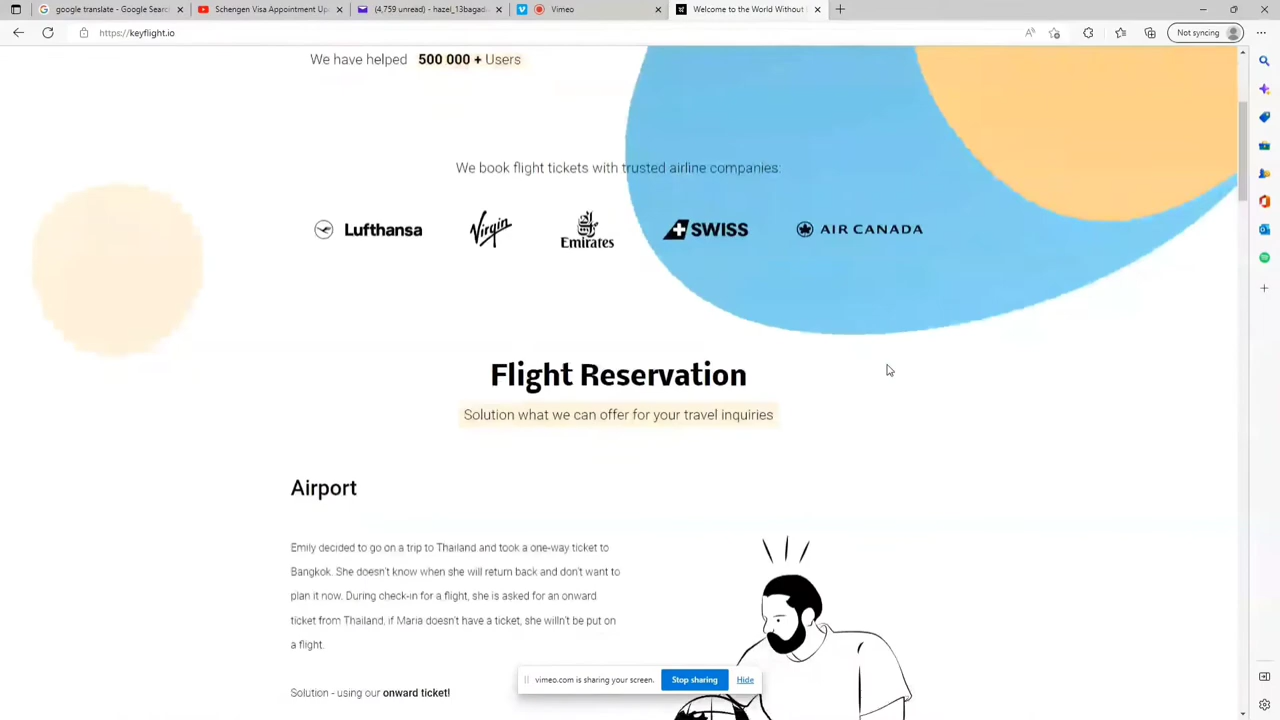 google translate - Google Searc
Schengen Visa Appointment Up
(4,759 unread) - hazel_13bagad
Vimeo
Welcome to the World Without
https://keyflight.io
Not syncing
We have helped 500 000 + Users
We book flight tickets with trusted airline companies:
Lufthansa
Virgin
Emirates
SWISS
AIR CANADA
Flight Reservation
Solution what we can offer for your travel inquiries
Airport
Emily decided to go on a trip to Thailand and took a one-way ticket to
Bangkok. She doesn't know when she will return back and don't want to
plan it now. During check-in for a flight, she is asked for an onward
ticket from Thailand, if Maria doesn't have a ticket, she willn't be put on
a flight.
Solution - using our onward ticket!
vimeo.com is sharing your screen.
Stop sharing
Hide